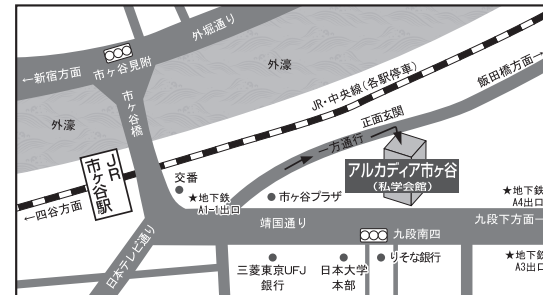 外堀通り
←新宿方面
市ヶ谷見附
外濠
市ヶ谷橋
JR・中央線(各駅停車)
飯田橋方面→
外濠
正面玄関
一方通行
アルカディア市ヶ谷
(私学会館)
JR
市ヶ谷駅
交番
★地下鉄
A1-1出口
市ヶ谷プラザ
★地下鉄
A4出口
←四谷方面
靖国通り
九段下方面→
九段南四
日本テレビ通り
三菱東京UFJ
銀行
日本大学
本部
りそな銀行
★地下鉄
A3出口